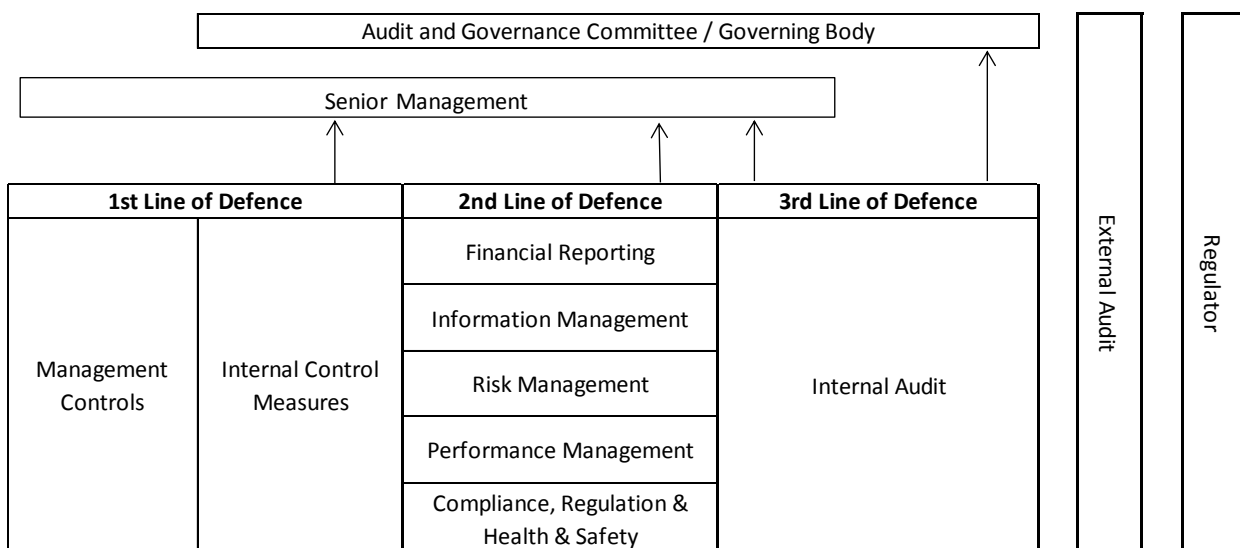 Audit and Governance Committee / Governing Body
Senior Management
1st Line of Defence
2nd Line of Defence
3rd Line of Defence
Management
Controls
Internal Control
Measures
Financial Reporting
Information Management
Risk Management
Performance Management
Compliance, Regulation &
Health & Safety
Internal Audit
External Audit
Regulator